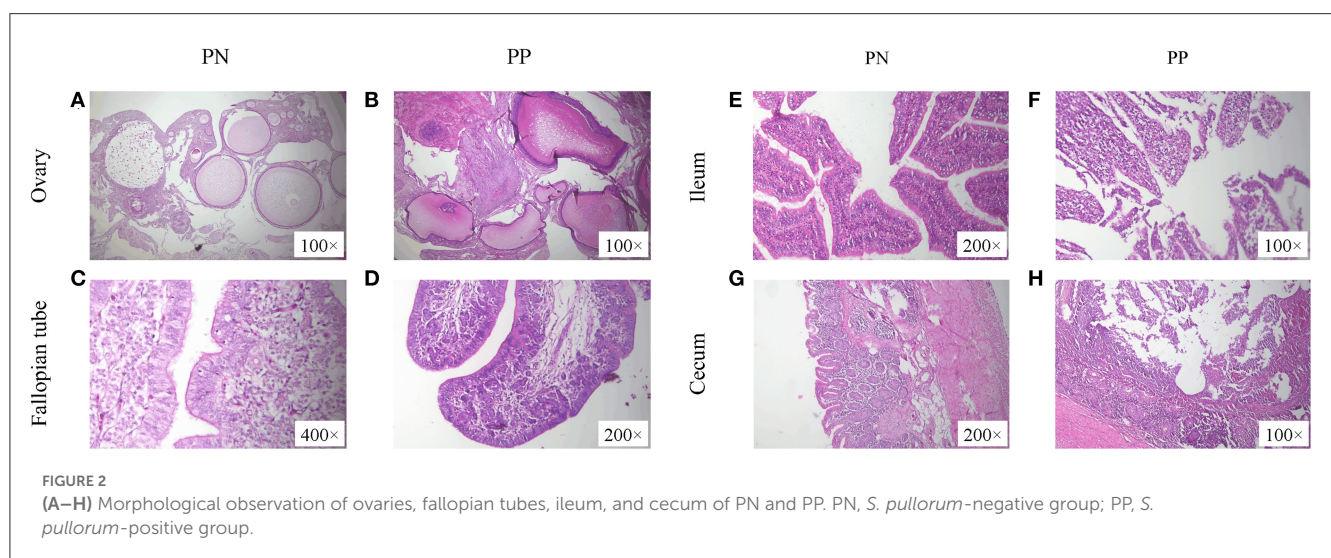 PN PP PN PP
A B E F
Ovary Ileum
100× 100× 200× 100×
C D G H
Fallopian tube Cecum
400× 200× 200× 100×
FIGURE 2
(A–H) Morphological observation of ovaries, fallopian tubes, ileum, and cecum of PN and PP. PN, S. pullorum-negative group; PP, S.
pullorum-positive group.